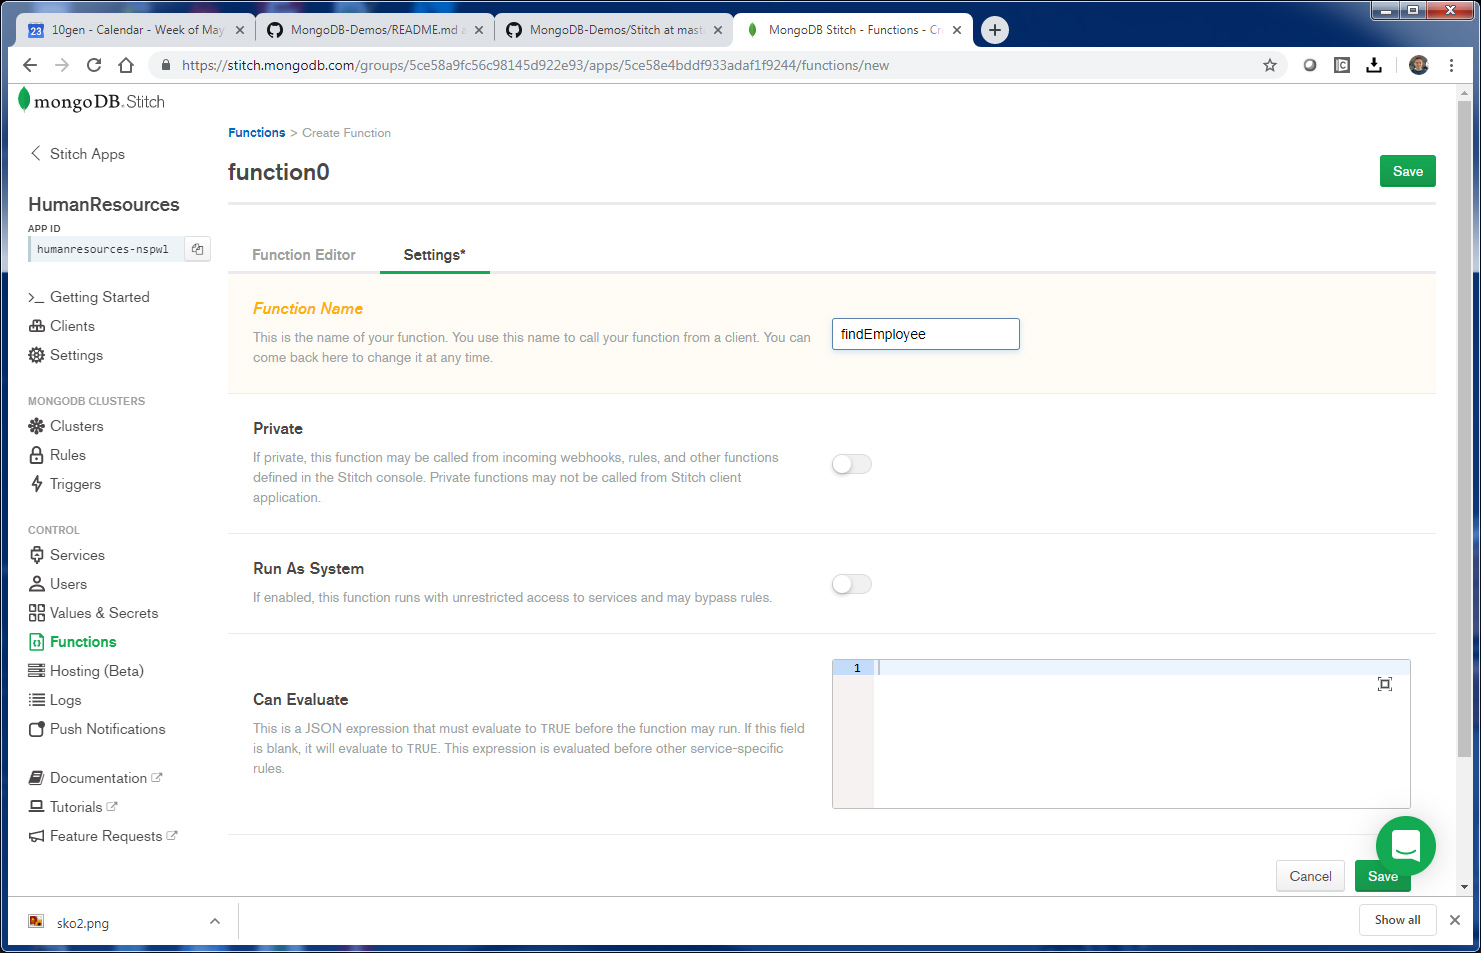 10gen - Calendar - Week of May
MongoDB-Demos/README.md a
MongoDB-Demos/Stitch at mast
MongoDB Stitch - Functions - Cr
https://stitch.mongodb.com/groups/5ce58a9fc56c98145d922e93/apps/5ce58e4bddf933adaf1f9244/functions/new
mongoDB. Stitch
Functions > Create Function
Stitch Apps
function0
Save
HumanResources
APP ID
humanresources-nspwl
Function Editor
Settings*
Getting Started
Clients
Settings
MONGODB CLUSTERS
Clusters
Rules
Triggers
CONTROL
Services
Users
Values & Secrets
Functions
Hosting (Beta)
Logs
Push Notifications
Documentation
Tutorials
Feature Requests
Function Name
This is the name of your function. You use this name to call your function from a client. You can
come back here to change it at any time.
findEmployee
Private
If private, this function may be called from incoming webhooks, rules, and other functions
defined in the Stitch console. Private functions may not be called from Stitch client
application.
Run As System
If enabled, this function runs with unrestricted access to services and may bypass rules.
Can Evaluate
This is a JSON expression that must evaluate to TRUE before the function may run. If this field
is blank, it will evaluate to TRUE. This expression is evaluated before other service-specific
rules.
1
Cancel
Save
sko2.png
Show all